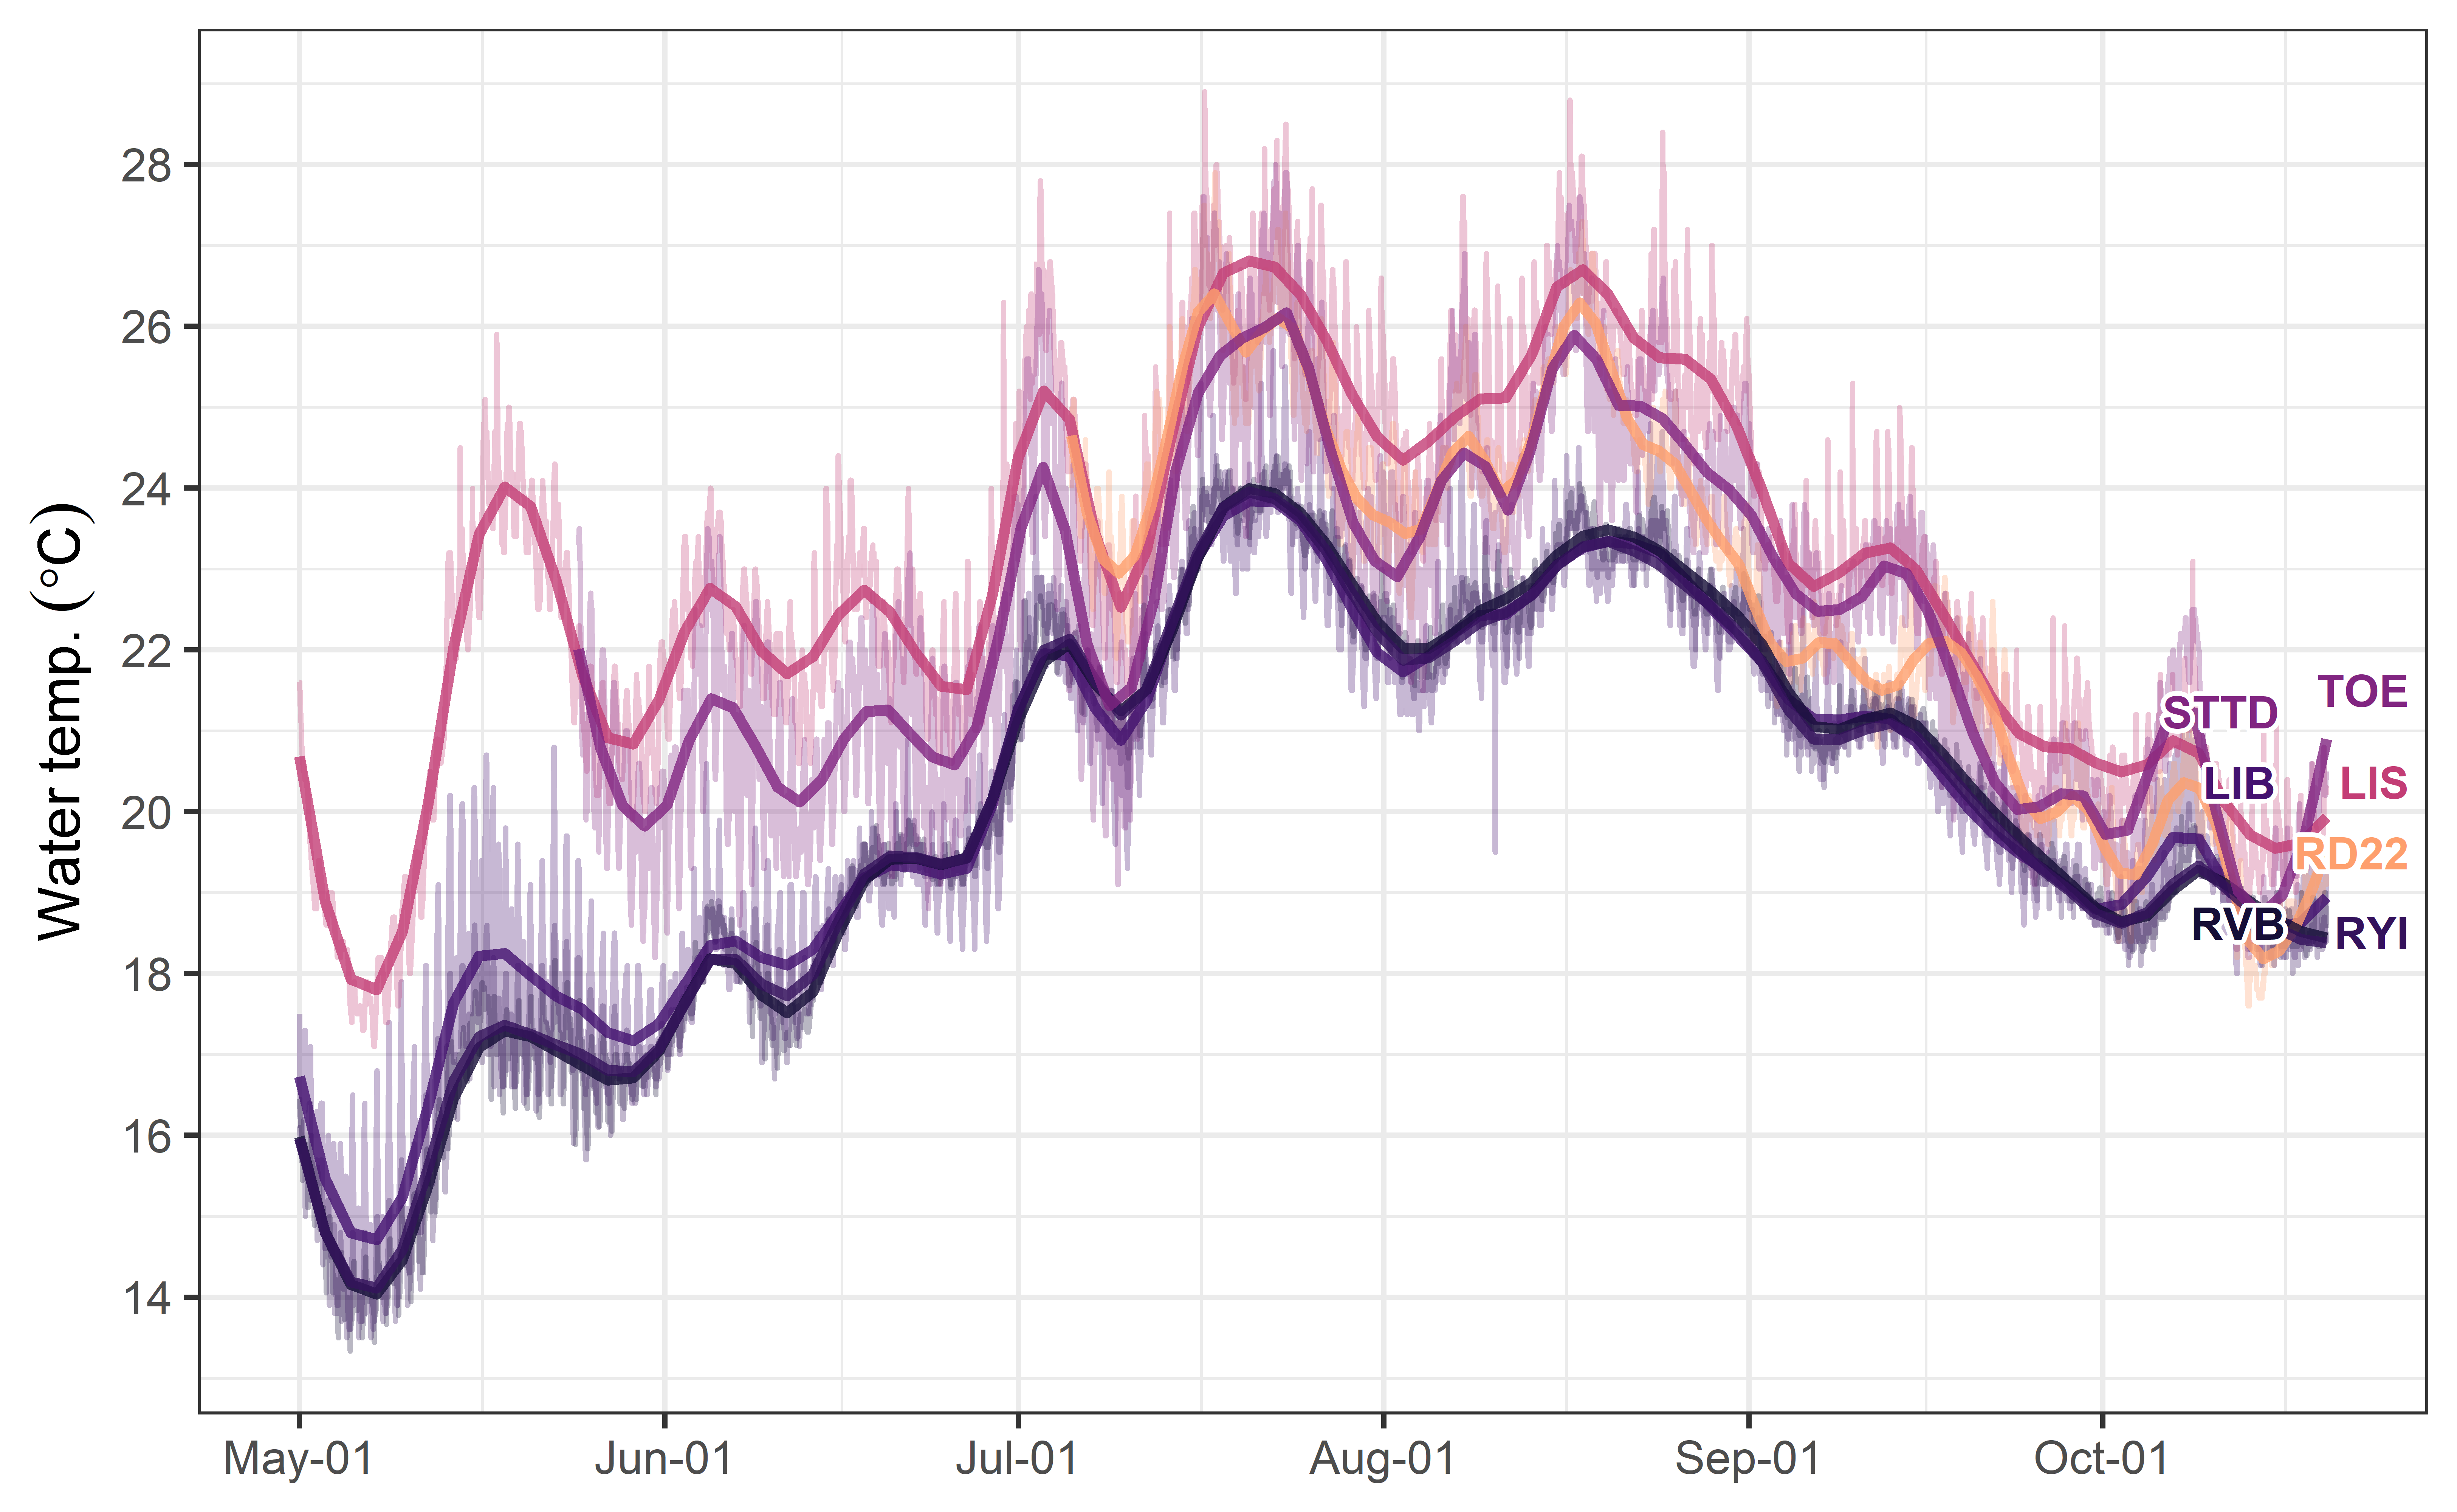 Water temp. (°C)
28
26
24
22
20
18
16
14
TOE
STTD
LIB
LIS
RD22
RVB
RYI
May-01
Jun-01
Jul-01
Aug-01
Sep-01
Oct-01